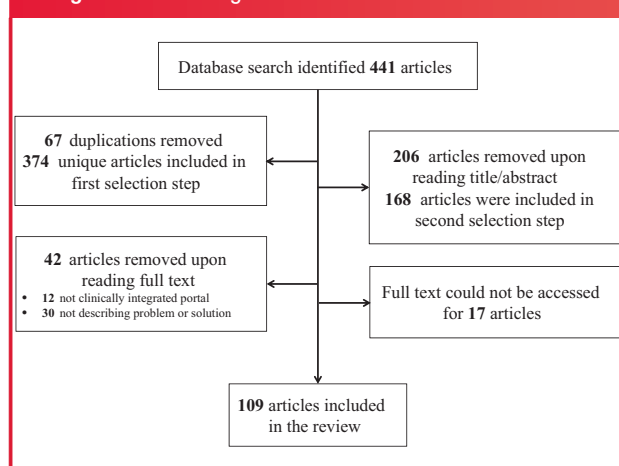 Database search identified 441 articles
67 duplications removed
374 unique articles included in
first selection step
206 articles removed upon
reading title/abstract
168 articles were included in
second selection step
42 articles removed upon
reading full text
• 12 not clinically integrated portal
• 30 not describing problem or solution
Full text could not be accessed
for 17 articles
109 articles included
in the review